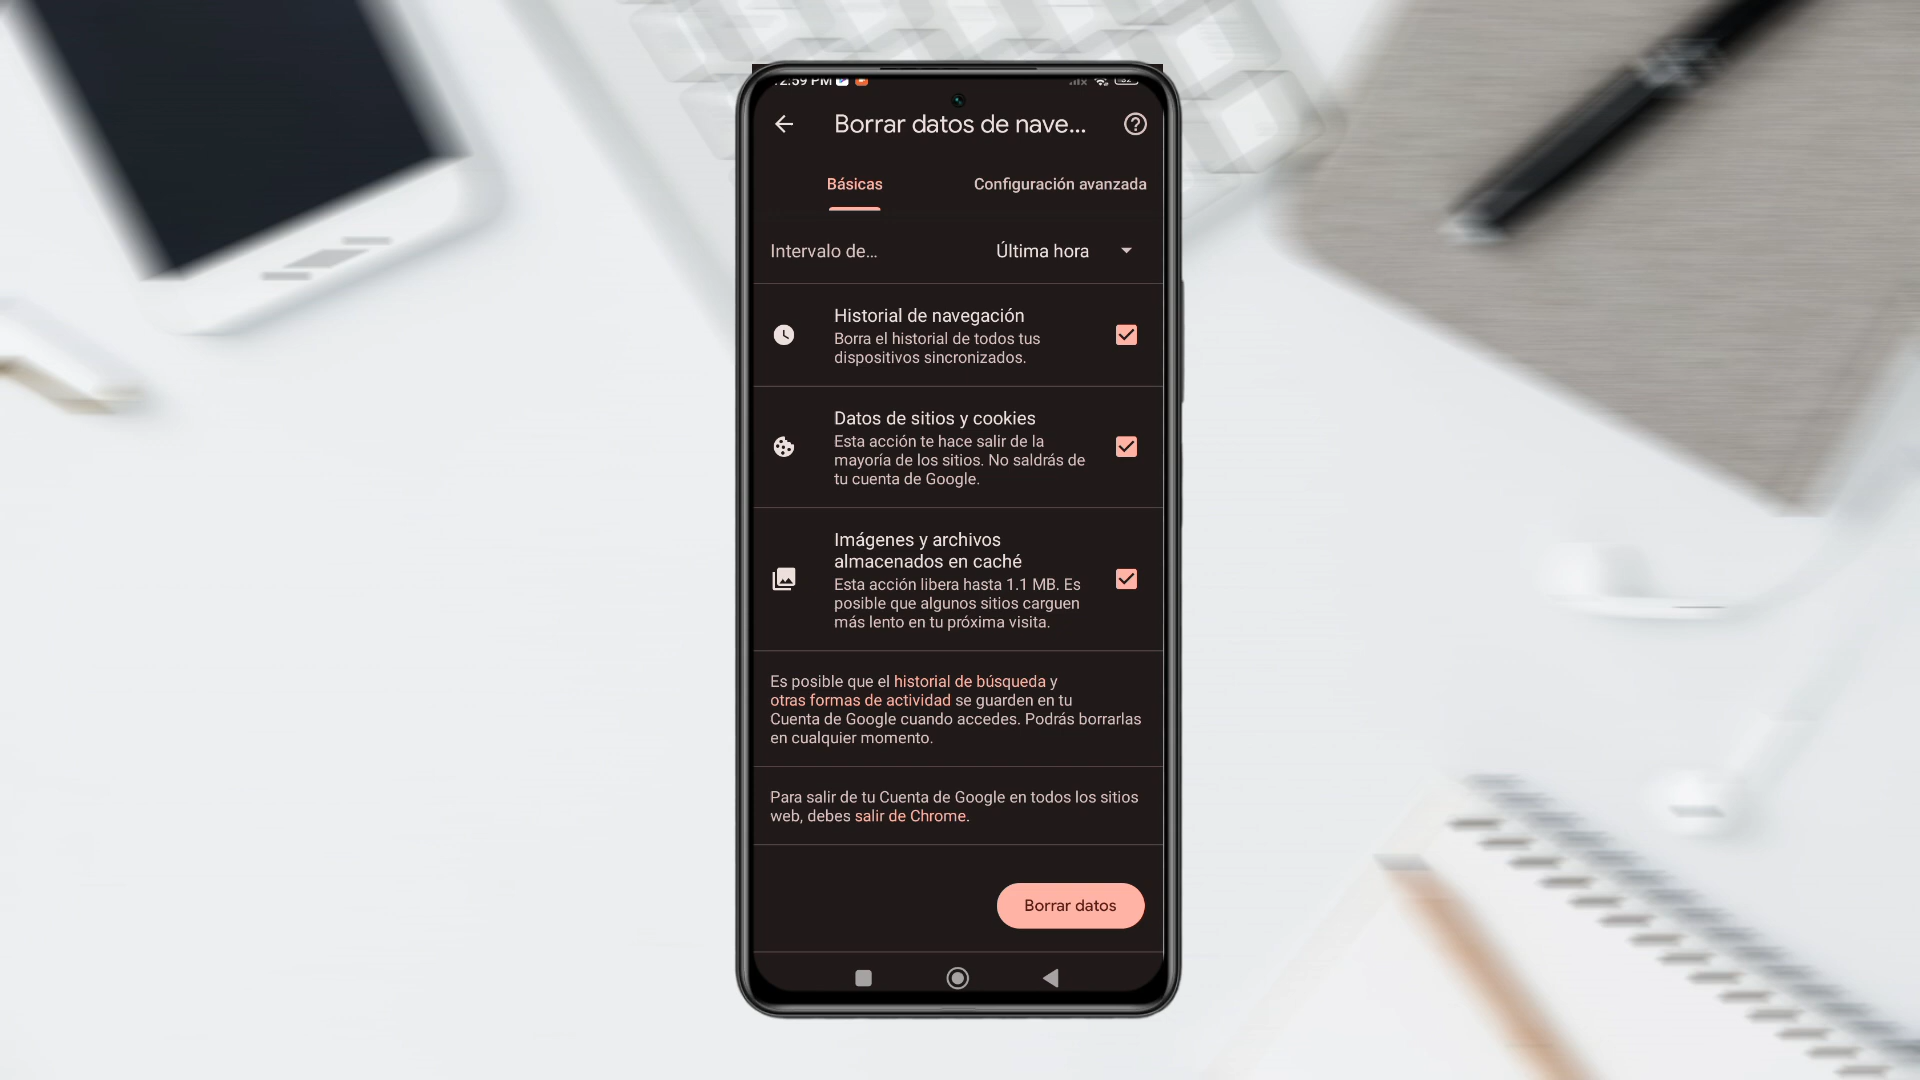 2:59 PM
Borrar datos de nave...
Básicas
Configuración avanzada
Intervalo de...
Última hora
Historial de navegación
Borra el historial de todos tus
dispositivos sincronizados.
Datos de sitios y cookies
Esta acción te hace salir de la
mayoría de los sitios. No saldrás de
tu cuenta de Google.
Imágenes y archivos
almacenados en caché
Esta acción libera hasta 1.1 MB. Es
posible que algunos sitios carguen
más lento en tu próxima visita.
Es posible que el historial de búsqueda y
otras formas de actividad se guarden en tu
Cuenta de Google cuando accedes. Podrás borrarlas
en cualquier momento.
Para salir de tu Cuenta de Google en todos los sitios
web, debes salir de Chrome.
Borrar datos